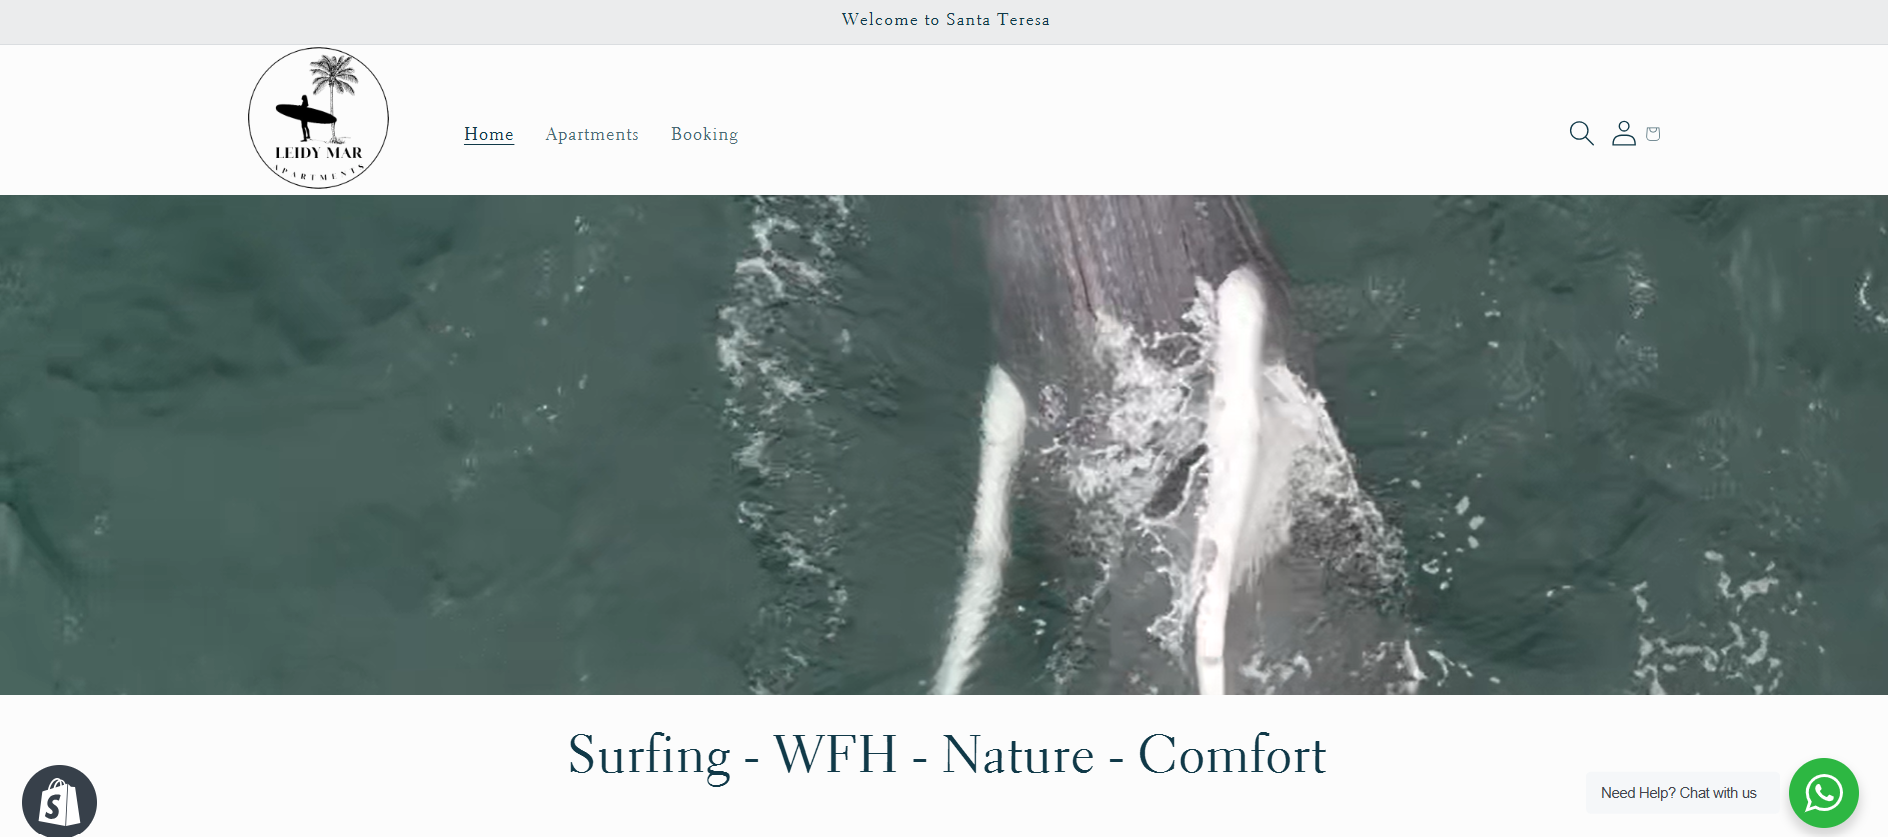 Welcome to Santa Teresa
LEIDY MAR
APARTMENTS
Home Apartments Booking
Surfing - WFH - Nature - Comfort
Need Help? Chat with us